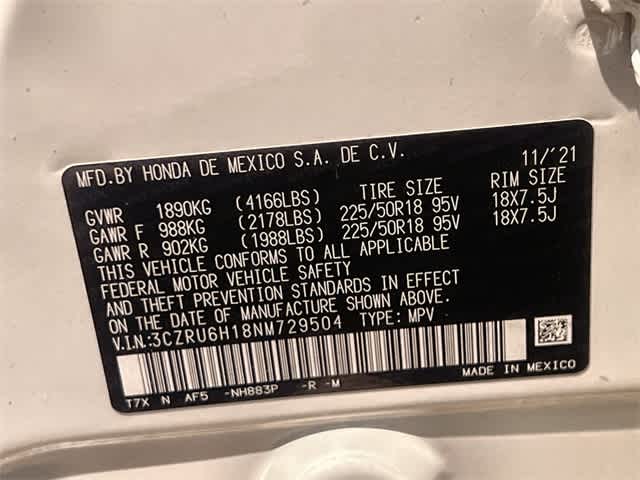 MFD. BY HONDA DE MEXICO S.A. DE C.V. 11/'21
TIRE SIZE RIM SIZE
GVWR 1890KG (4166LBS)
GAWR F 988KG (2178LBS) 225/50R18 95V 18X7.5J
GAWR R 902KG (1988LBS) 225/50R18 95V 18X7.5J
THIS VEHICLE CONFORMS TO ALL APPLICABLE
FEDERAL MOTOR VEHICLE SAFETY
AND THEFT PREVENTION STANDARDS IN EFFECT
ON THE DATE OF MANUFACTURE SHOWN ABOVE.
V.I.N.:3CZRU6H18NM729504 TYPE: MPV
MADE IN MEXICO
T7X N AF5 -NH883P -R -M